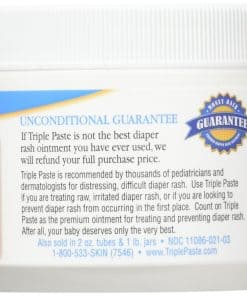 MONEY BACK
GUARANTEE
UNCONDITIONAL GUARANTEE
If Triple Paste is not the best diaper
rash ointment you have ever used, we
will refund your full purchase price.
Triple Paste is recommended by thousands of pediatricians and
dermatologists for distressing, difficult diaper rash. Use Triple Paste
if you are treating raw, irritated diaper rash, or if you are looking to
prevent diaper rash from occurring in the first place. Count on Triple
Paste as the premium ointment for treating and preventing diaper rash.
After all, your baby deserves only the very best.
Also sold in 2 oz. tubes & 1 lb. jars • NDC 11086-021-03
1-800-533-SKIN (7546) • www.TriplePaste.com